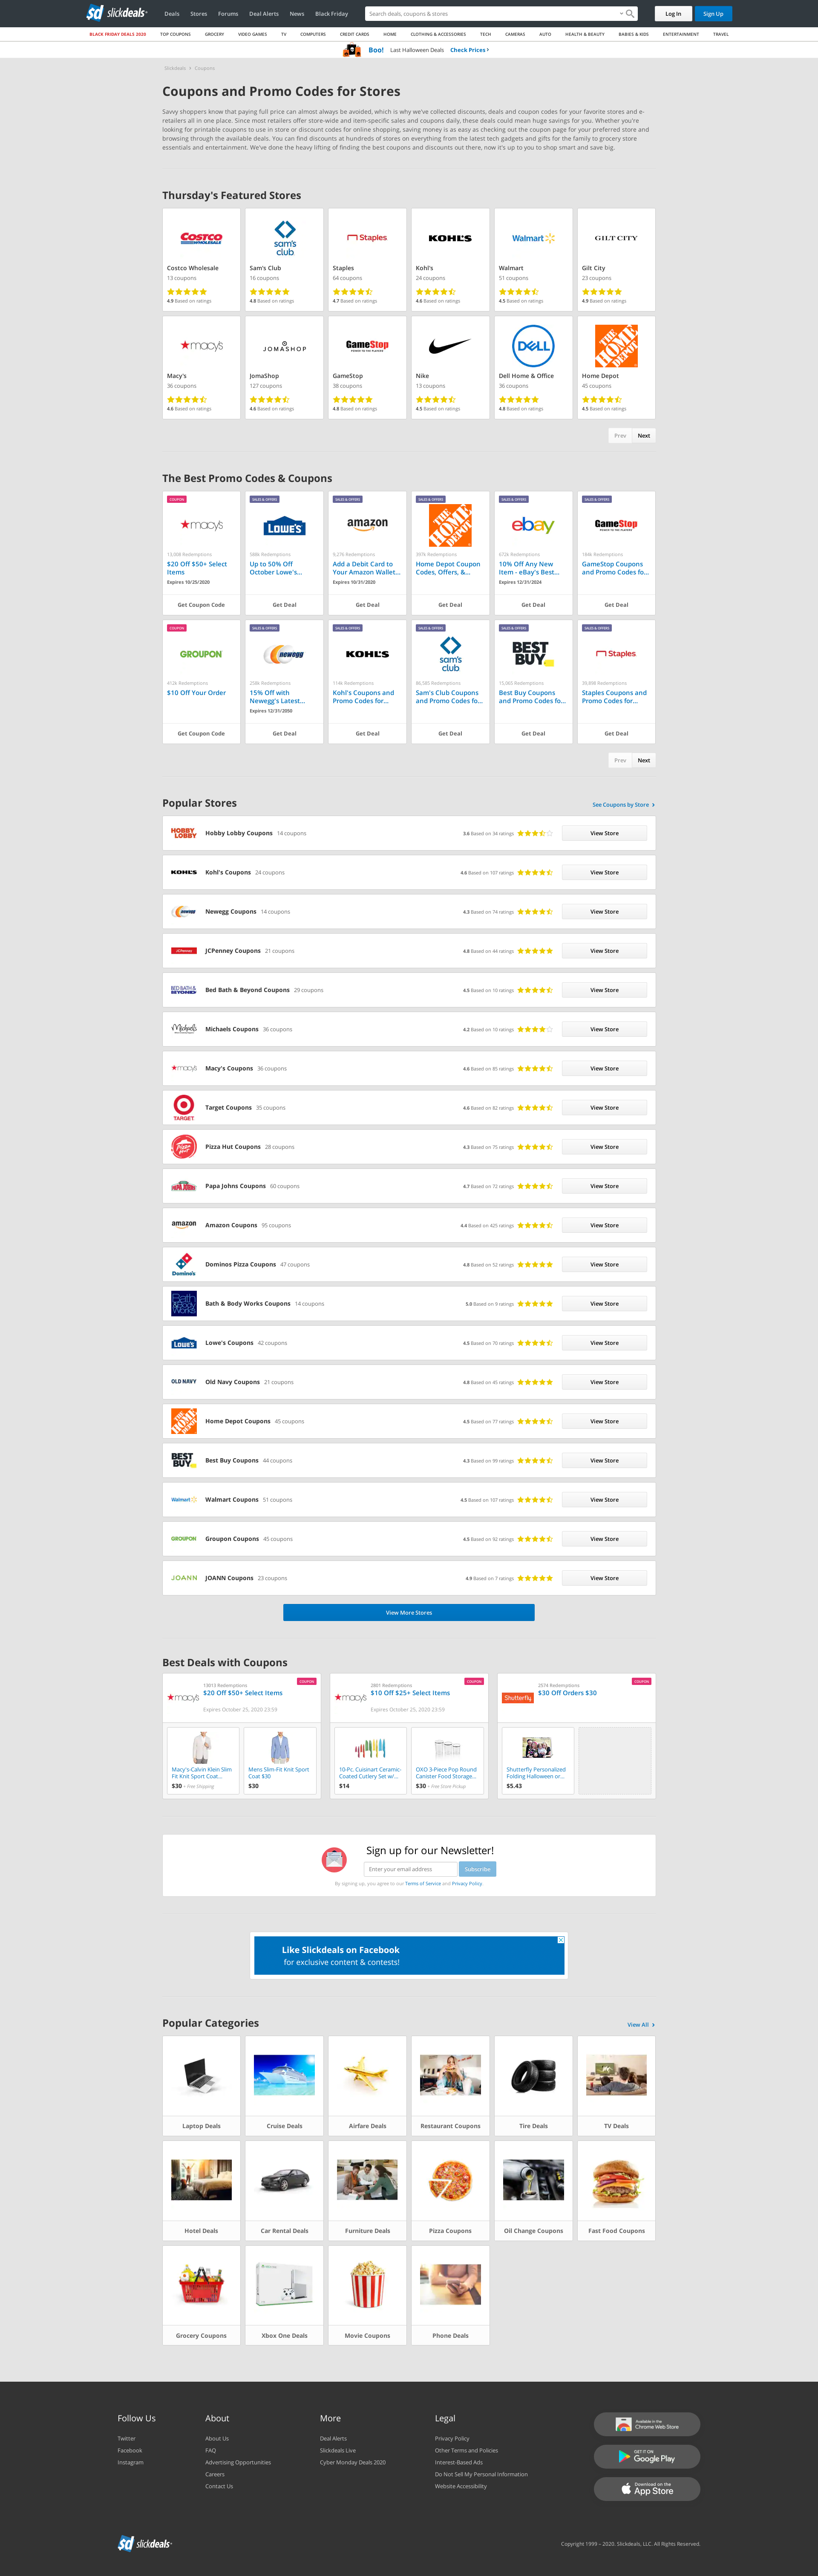 slickdeals
Deals Stores Forums Deal Alerts News Black Friday
Search deals, coupons & stores
Log In Sign Up
BLACK FRIDAY DEALS 2020 TOP COUPONS GROCERY VIDEO GAMES TV COMPUTERS CREDIT CARDS HOME CLOTHING & ACCESSORIES TECH CAMERAS AUTO HEALTH & BEAUTY BABIES & KIDS ENTERTAINMENT TRAVEL
Boo! Last Halloween Deals Check Prices
slickdeals > Coupons
Coupons and Promo Codes for Stores
Savvy shoppers know that paying full price can almost always be avoided, which is why we've collected discounts, deals and coupon codes for your favorite stores and e-
retailers all in one place. Since most retailers offer store-wide and item-specific sales and coupons daily, these deals could mean huge savings for you. Whether you're
looking for printable coupons to use in store or discount codes for online shopping, saving money is as easy as checking out the coupon page for your preferred store and
browsing through the available deals. You can find discounts at hundreds of stores on everything from the latest tech gadgets and gifts for the family to grocery store
essentials and entertainment. We've done the heavy lifting of finding the best coupons and discounts out there, now it's up to you to shop smart and save big.
Thursday's Featured Stores
Costco Wholesale Sam's Club Staples Kohl's Walmart Gilt City
13 coupons 16 coupons 64 coupons 24 coupons 51 coupons 23 coupons
4.9 Based on ratings 4.8 Based on ratings 4.7 Based on ratings 4.6 Based on ratings 4.5 Based on ratings 4.9 Based on ratings
Macy's JomaShop GameStop Nike Dell Home & Office Home Depot
36 coupons 127 coupons 38 coupons 13 coupons 36 coupons 45 coupons
4.6 Based on ratings 4.6 Based on ratings 4.8 Based on ratings 4.5 Based on ratings 4.8 Based on ratings 4.5 Based on ratings
Prev Next
The Best Promo Codes & Coupons
COUPON SALES & OFFERS SALES & OFFERS SALES & OFFERS SALES & OFFERS SALES & OFFERS
macy's LOWE'S amazon THE HOME DEPOT ebay GameStop
13,008 Redemptions 588k Redemptions 9,276 Redemptions 397k Redemptions 672k Redemptions 184k Redemptions
$20 Off $50+ Select Up to 50% Off Add a Debit Card to Home Depot Coupon 10% Off Any New GameStop Coupons
Items October Lowe's... Your Amazon Wallet... Codes, Offers, &... Item - eBay's Best... and Promo Codes fo...
Expires 10/25/2020 Expires 10/31/2020 Expires 12/31/2024
Get Coupon Code Get Deal Get Deal Get Deal Get Deal Get Deal
COUPON SALES & OFFERS SALES & OFFERS SALES & OFFERS SALES & OFFERS SALES & OFFERS
GROUPON newegg KOHL'S sam's club BEST BUY Staples
412k Redemptions 208k Redemptions 114k Redemptions 86,585 Redemptions 15,005 Redemptions 39,898 Redemptions
$10 Off Your Order 15% Off with Kohl's Coupons and Sam's Club Coupons Best Buy Coupons Staples Coupons and
Newegg's Latest... Promo Codes for... and Promo Codes fo... and Promo Codes fo... Promo Codes for...
Expires 12/31/2050
Get Coupon Code Get Deal Get Deal Get Deal Get Deal Get Deal
Prev Next
Popular Stores See Coupons by Store
Hobby Lobby Coupons 14 coupons 3.6 Based on 34 ratings View Store
Kohl's Coupons 24 coupons 4.6 Based on 107 ratings View Store
Newegg Coupons 14 coupons 4.3 Based on 74 ratings View Store
JCPenney Coupons 21 coupons 4.8 Based on 44 ratings View Store
Bed Bath & Beyond Coupons 29 coupons 4.5 Based on 10 ratings View Store
Michaels Coupons 36 coupons 4.2 Based on 10 ratings View Store
Macy's Coupons 36 coupons 4.6 Based on 85 ratings View Store
Target Coupons 35 coupons 4.6 Based on 82 ratings View Store
Pizza Hut Coupons 28 coupons 4.3 Based on 75 ratings View Store
Papa Johns Coupons 60 coupons 4.7 Based on 72 ratings View Store
Amazon Coupons 95 coupons 4.4 Based on 425 ratings View Store
Dominos Pizza Coupons 47 coupons 4.8 Based on 52 ratings View Store
Bath & Body Works Coupons 14 coupons 5.0 Based on 9 ratings View Store
Lowe's Coupons 42 coupons 4.5 Based on 70 ratings View Store
Old Navy Coupons 21 coupons 4.8 Based on 45 ratings View Store
Home Depot Coupons 45 coupons 4.5 Based on 77 ratings View Store
Best Buy Coupons 44 coupons 4.3 Based on 99 ratings View Store
Walmart Coupons 51 coupons 4.5 Based on 107 ratings View Store
Groupon Coupons 45 coupons 4.5 Based on 92 ratings View Store
JOANN Coupons 23 coupons 4.9 Based on 7 ratings View Store
View More Stores
Best Deals with Coupons
13013 Redemptions COUPON 2801 Redemptions COUPON 2074 Redemptions COUPON
$20 Off $50+ Select Items $10 Off $25+ Select Items $30 Off Orders $30
Expires October 25, 2020 23:59 Expires October 25, 2020 23:59
Macy's-Calvin Klein Slim Mens Slim-Fit Knit Sport 10-Pc. Cuisinart Ceramic- OXO 3-Piece Pop Round Shutterfly Personalized
Fit Knit Sport Coat... Coat $30 Coated Cutlery Set w/... Canister Food Storage... Folding Halloween or...
$30 + Free Shipping $30 $14 $30 + Free Store Pickup $5.43
Sign up for our Newsletter!
Enter your email address Subscribe
By signing up, you agree to our Terms of Service and Privacy Policy.
Like Slickdeals on Facebook
for exclusive content & contests!
Popular Categories View All
Laptop Deals Cruise Deals Airfare Deals Restaurant Coupons Tire Deals TV Deals
Hotel Deals Car Rental Deals Furniture Deals Pizza Coupons Oil Change Coupons Fast Food Coupons
Grocery Coupons Xbox One Deals Movie Coupons Phone Deals
Follow Us About More Legal
Twitter About Us Deal Alerts Privacy Policy
Facebook FAQ Slickdeals Live Other Terms and Policies
Instagram Advertising Opportunities Cyber Monday Deals 2020 Interest-Based Ads
Careers Do Not Sell My Personal Information
Contact Us Website Accessibility
Available in the Chrome Web Store
GET IT ON Google Play
Download on the App Store
slickdeals
Copyright 1999 - 2020. Slickdeals, LLC. All Rights Reserved.